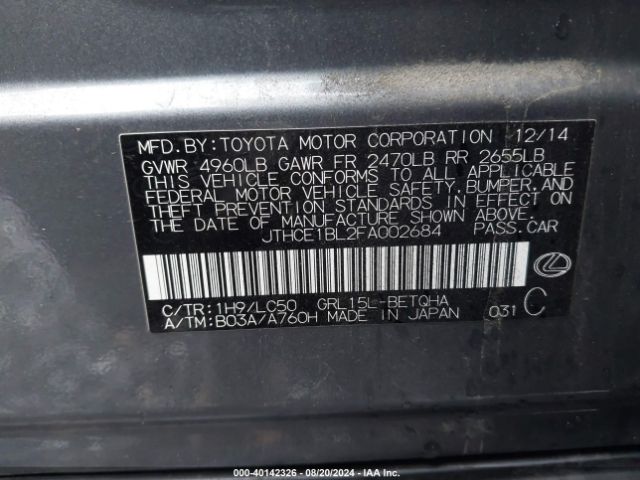 MFD.BY:TOYOTA MOTOR CORPORATION 12/14
GVWR 4960LB GAWR FR 2470LB RR 2655LB
THIS VEHICLE CONFORMS TO ALL APPLICABLE
FEDERAL MOTOR VEHICLE SAFETY,BUMPER,AND
THEFT PREVENTION STANDARDS IN EFFECT ON
THE DATE OF MANUFACTURE SHOWN ABOVE.
JTHCE1BL2FA002684 PASS.CAR
C/TR:1H9/LC50 GRL15L-BETQHA
A/TM:B03A/A760H MADE IN JAPAN 031 C
000-40142326 - 08/20/2024 - IAA Inc.